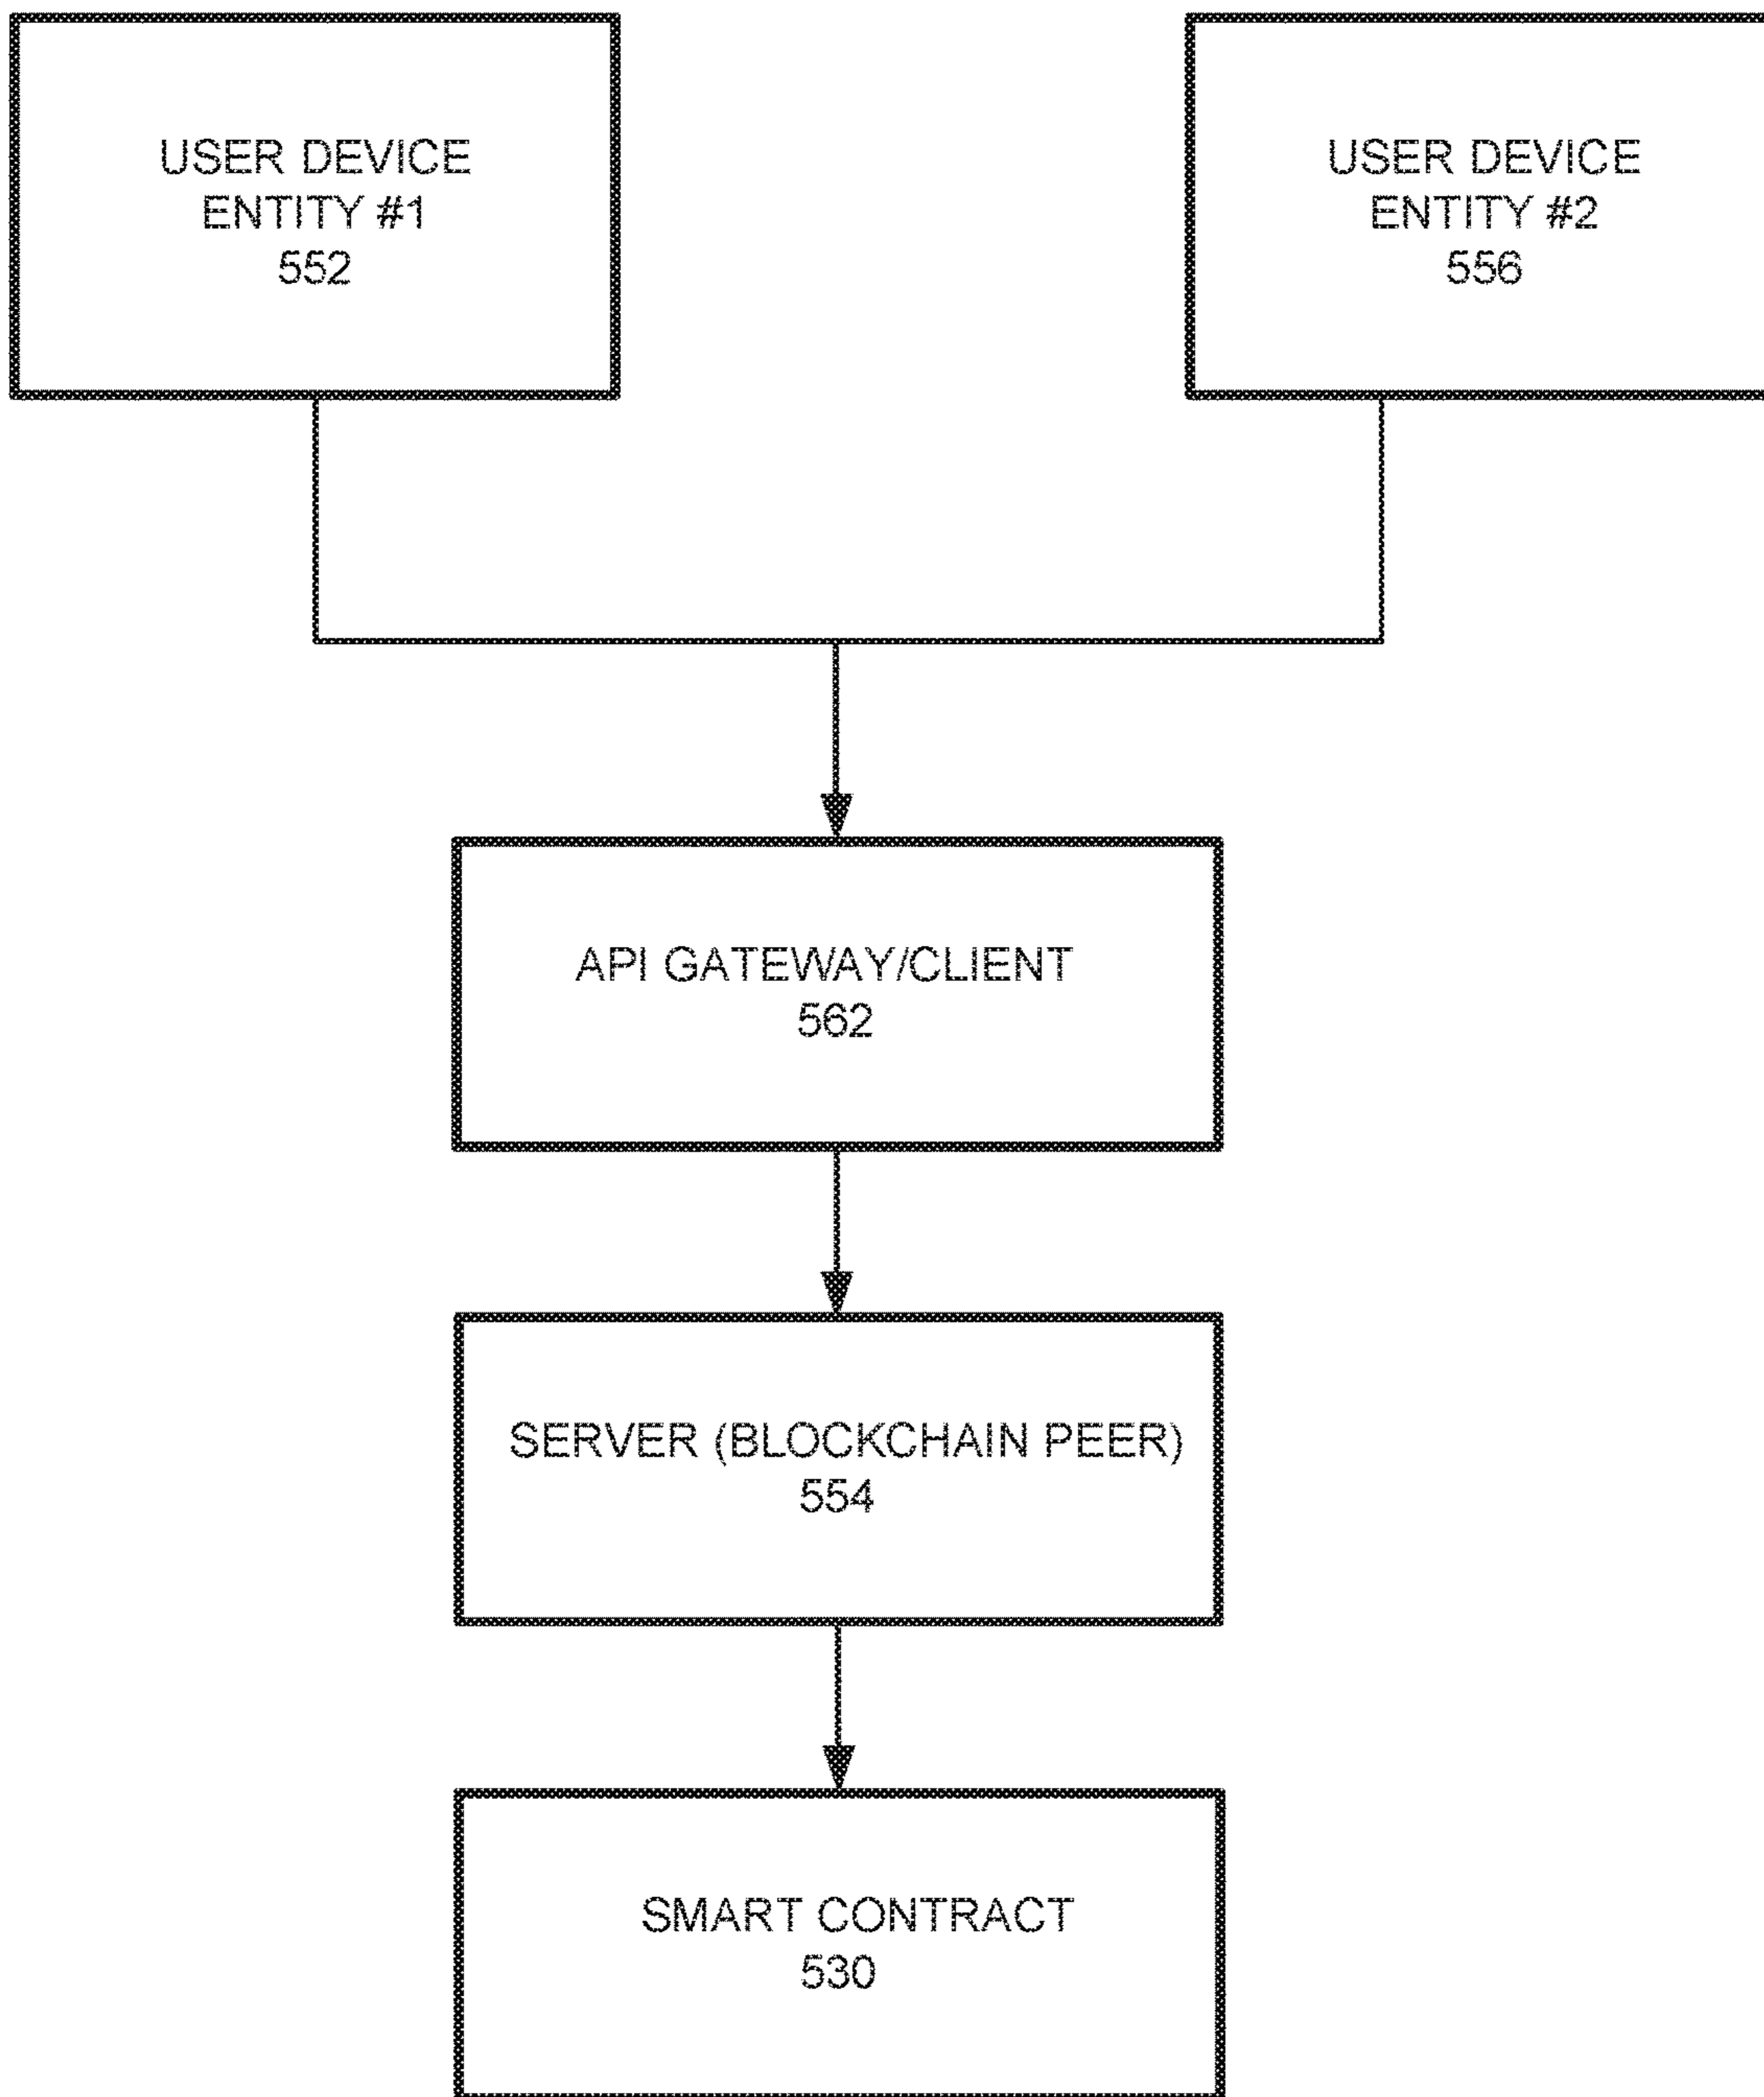 USER DEVICE
ENTITY #1
552
USER DEVICE
ENTITY #2
556
API GATEWAY/CLIENT
562
SERVER (BLOCKCHAIN PEER)
554
SMART CONTRACT
530